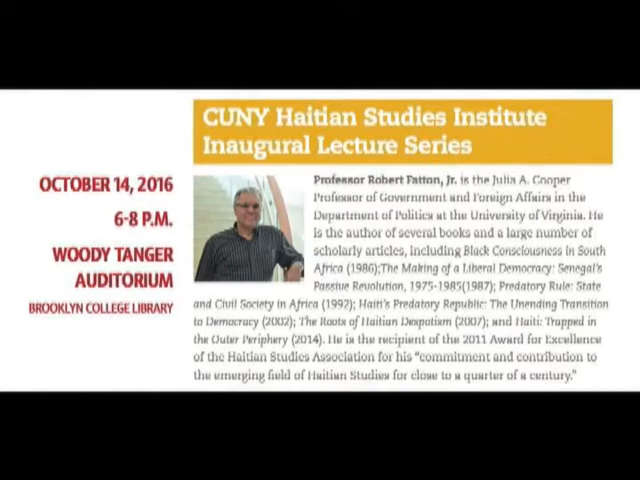 CUNY Haitian Studies Institute
Inaugural Lecture Series
OCTOBER 14, 2016
6-8 P.M.
WOODY TANGER
AUDITORIUM
BROOKLYN COLLEGE LIBRARY
Professor Robert Fatton, Jr. is the Julia A. Cooper
Professor of Government and Foreign Affairs in the
Department of Politics at the University of Virginia. He
is the author of several books and a large number of
scholarly articles, including Black Consciousness in South
Africa (1986);The Making of a Liberal Democracy: Senegal's
Passive Revolution, 1975-1985(1987); Predatory Rule: State
and Civil Society in Africa (1992); Haiti's Predatory Republic: The Unending Transition
to Democracy (2002); The Roots of Haitian Despotism (2007); and Haiti: Trapped in
the Outer Periphery (2014). He is the recipient of the 2011 Award for Excellence
of the Haitian Studies Association for his "commitment and contribution to
the emerging field of Haitian Studies for close to a quarter of a century."